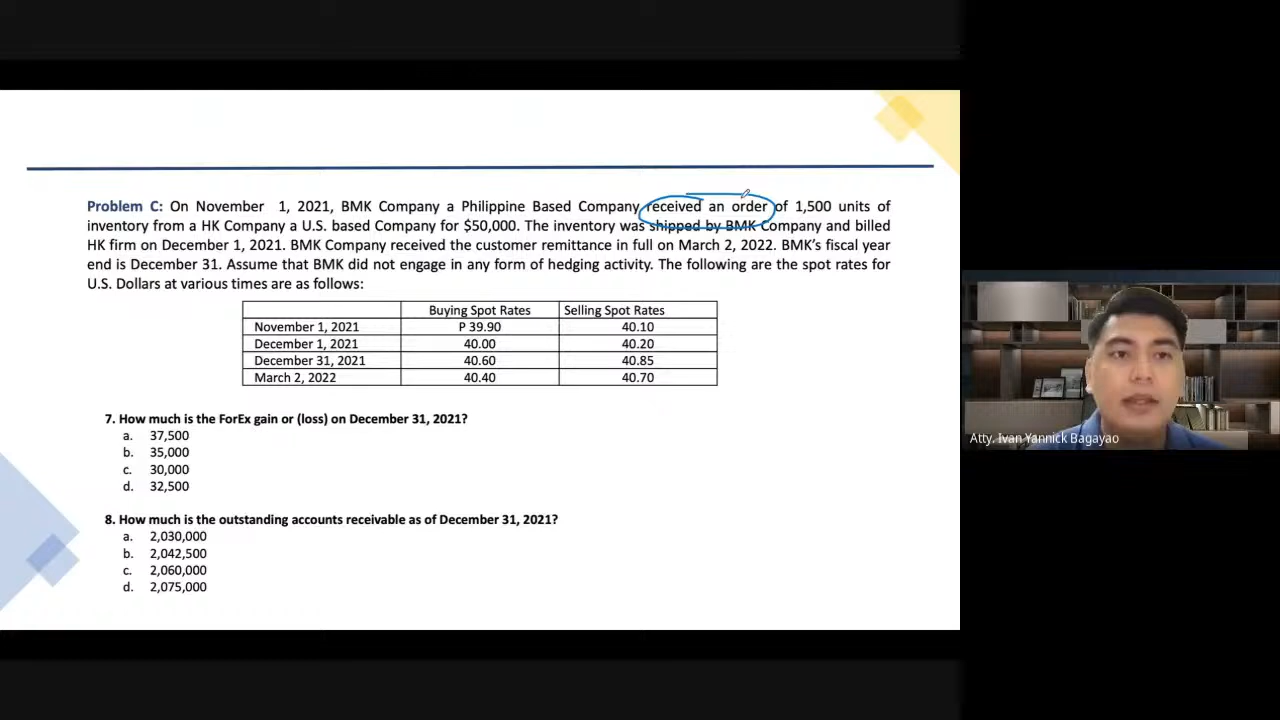 Problem C: On November 1, 2021, BMK Company a Philippine Based Company received an order of 1,500 units of
inventory from a HK Company a U.S. based Company for $50,000. The inventory was shipped by BMK Company and billed
HK firm on December 1, 2021. BMK Company received the customer remittance in full on March 2, 2022. BMK's fiscal year
end is December 31. Assume that BMK did not engage in any form of hedging activity. The following are the spot rates for
U.S. Dollars at various times are as follows:
Buying Spot Rates Selling Spot Rates
November 1, 2021 P 39.90 40.10
December 1, 2021 40.00 40.20
December 31, 2021 40.60 40.85
March 2, 2022 40.40 40.70
7. How much is the ForEx gain or (loss) on December 31, 2021?
a. 37,500
b. 35,000
c. 30,000
d. 32,500
8. How much is the outstanding accounts receivable as of December 31, 2021?
a. 2,030,000
b. 2,042,500
c. 2,060,000
d. 2,075,000
Atty. Ivan Yannick Bagayao